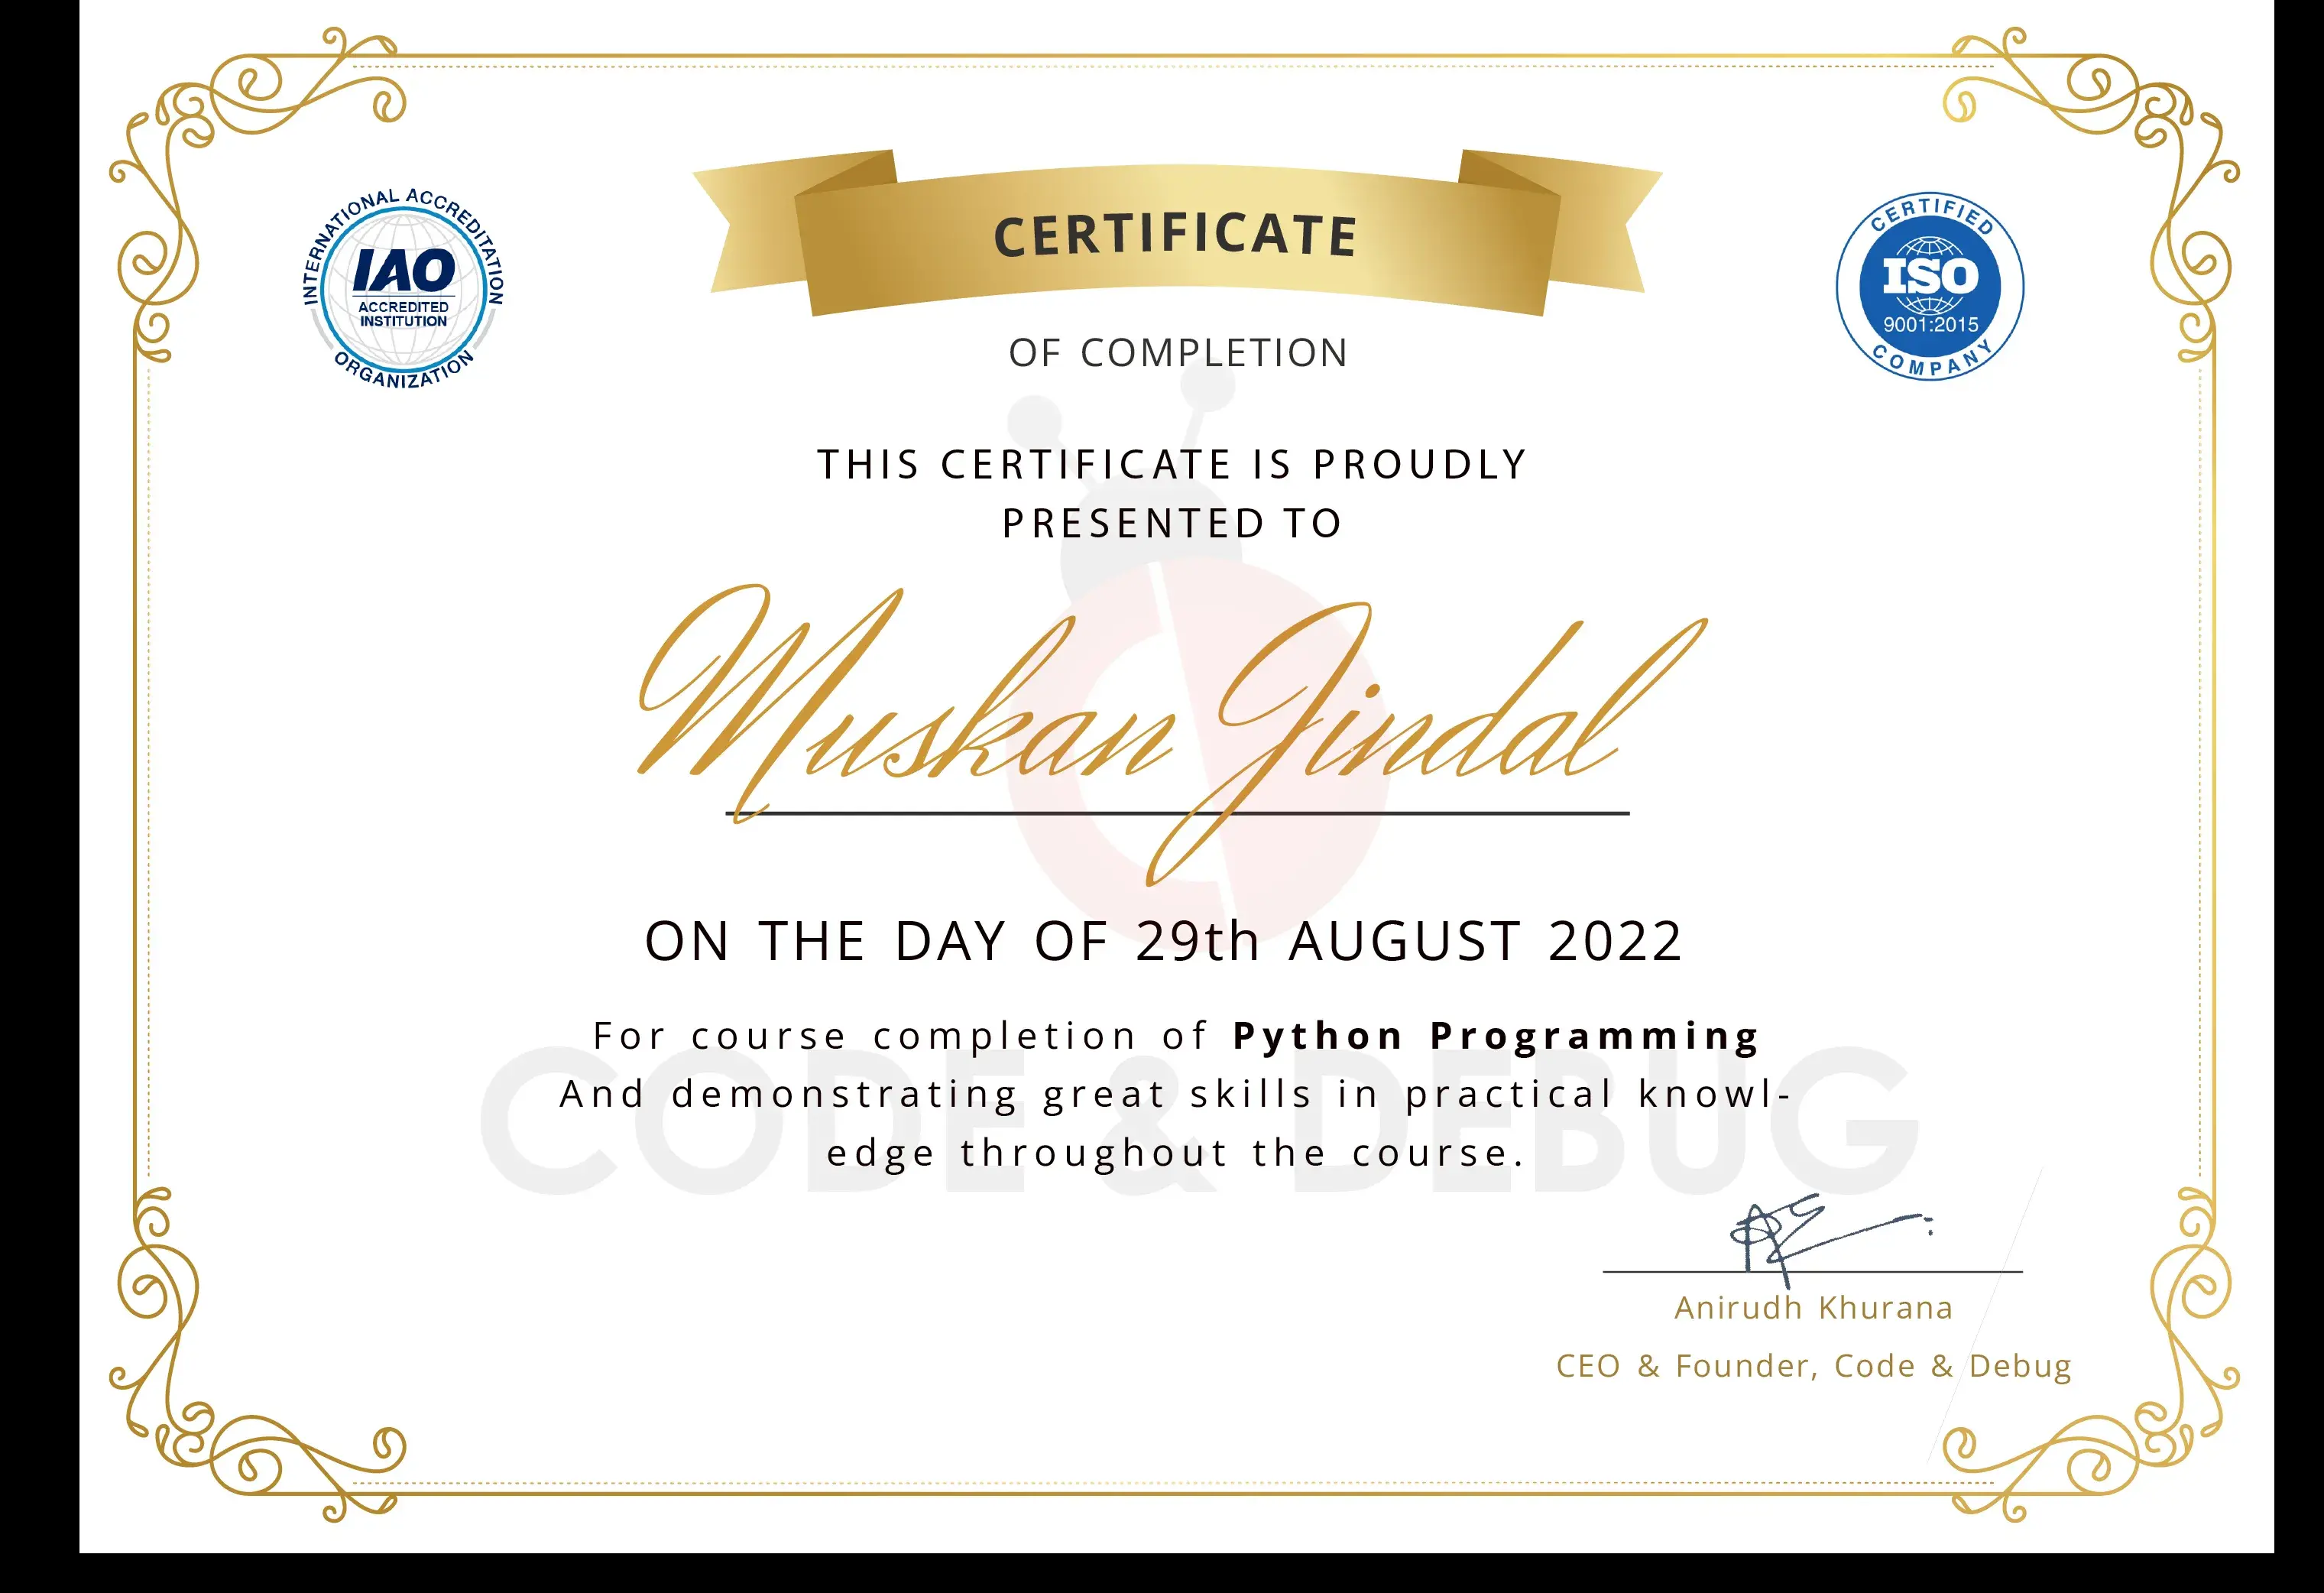 CERTIFICATE
OF COMPLETION
INTERNATIONAL ACCREDITATION
IAO
ACCREDITED
INSTITUTION
ORGANIZATION
CERTIFIED
ISO
9001:2015
COMPANY
THIS CERTIFICATE IS PROUDLY
PRESENTED TO
Muskan Jindal
ON THE DAY OF 29th AUGUST 2022
For course completion of Python Programming
And demonstrating great skills in practical knowl-
edge throughout the course.
CODE & DEBUG
Anirudh Khurana
CEO & Founder, Code & Debug